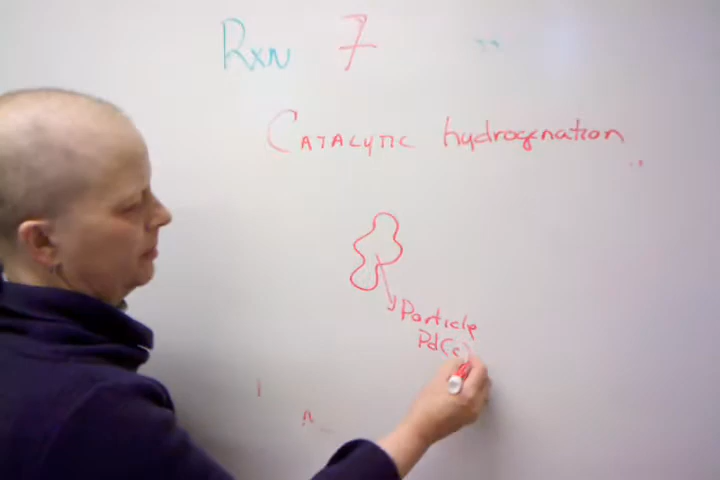 Rxn 7
Catalytic hydrogenation
Particle
Pd(c)